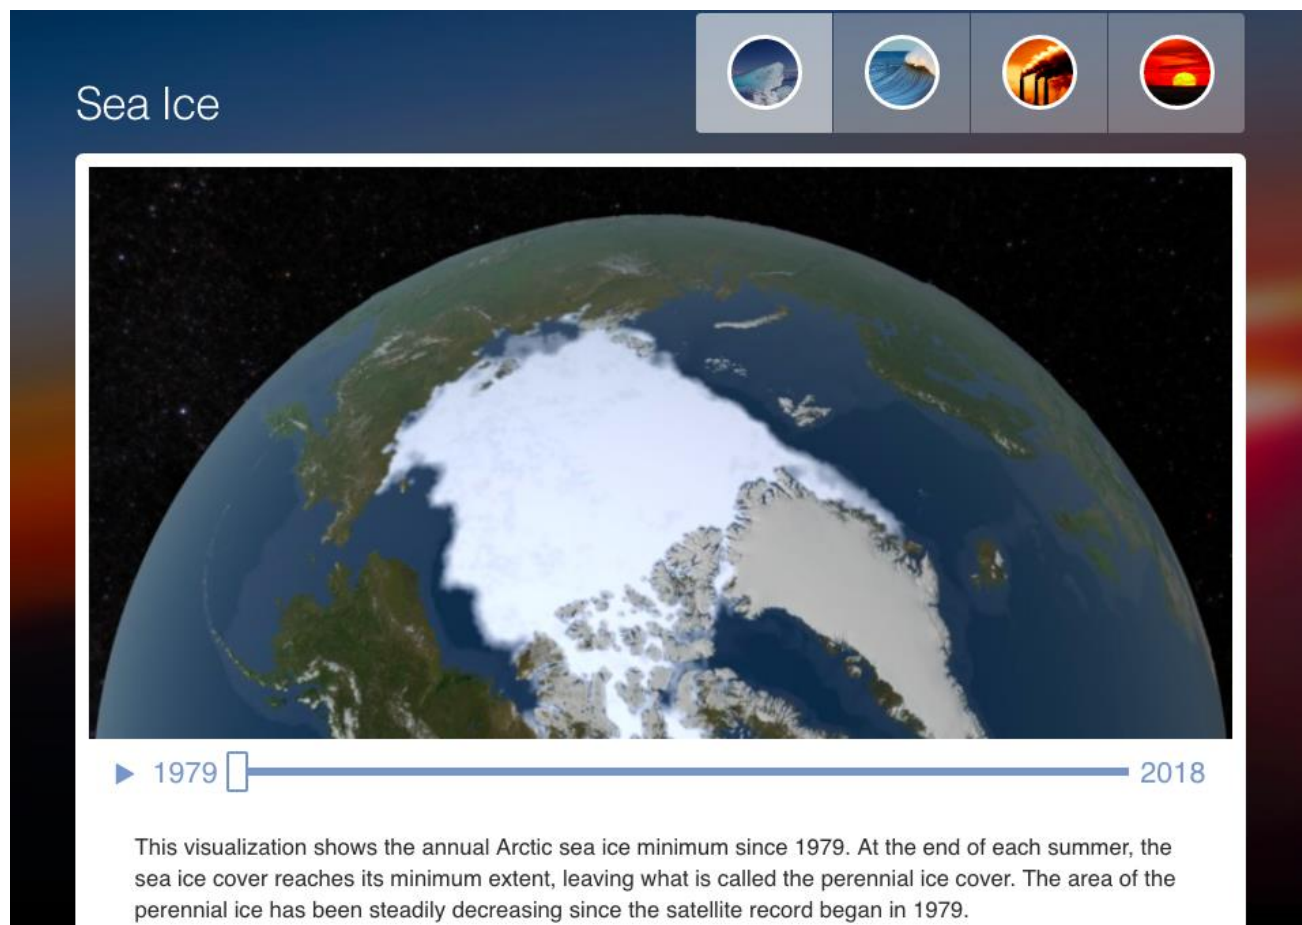 Sea Ice
1979
2018
This visualization shows the annual Arctic sea ice minimum since 1979. At the end of each summer, the
sea ice cover reaches its minimum extent, leaving what is called the perennial ice cover. The area of the
perennial ice has been steadily decreasing since the satellite record began in 1979.